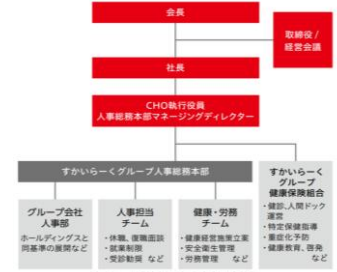 会長
取締役 /
経営会議
社長
CHO執行役員
人事総務本部マネージングディレクター
すかいらーくグループ人事総務本部
グループ会社
人事部
ホールディングスと
同基準の展開 など
人事担当
チーム
・休職、復職面談
・就業制限
・受診勧奨 など
健康・労務
チーム
・健康経営施策立案
・安全衛生管理
・労務管理 など
すかいらーく
グループ
健康保険組合
・健診、人間ドック
運営
・特定保健指導
・重症化予防
・健康教育、啓発
など